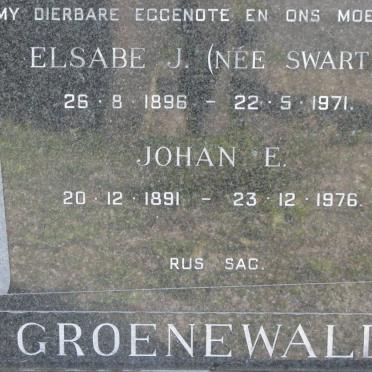 MY DIERBARE EGGENOTE EN ONS MOE
ELSABE J. (NÉE SWART
26 · 8 · 1896 – 22 · 5 · 1971.
JOHAN E.
20 · 12 · 1891 – 23 · 12 · 1976.
RUS SAG.
GROENEWALD